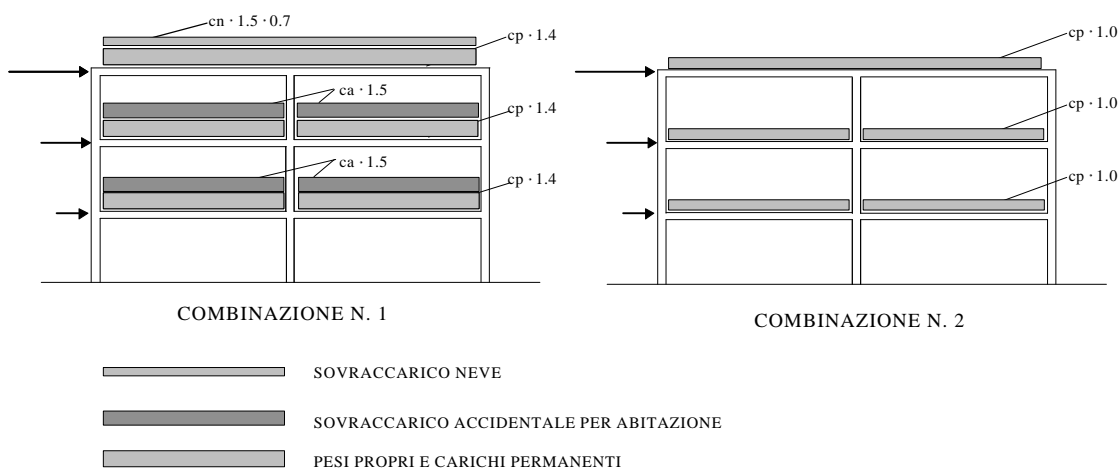 cn · 1.5 · 0.7
cp · 1.4
ca · 1.5
cp · 1.4
ca · 1.5
cp · 1.4
COMBINAZIONE N. 1
cp · 1.0
cp · 1.0
cp · 1.0
COMBINAZIONE N. 2
SOVRACCARICO NEVE
SOVRACCARICO ACCIDENTALE PER ABITAZIONE
PESI PROPRI E CARICHI PERMANENTI